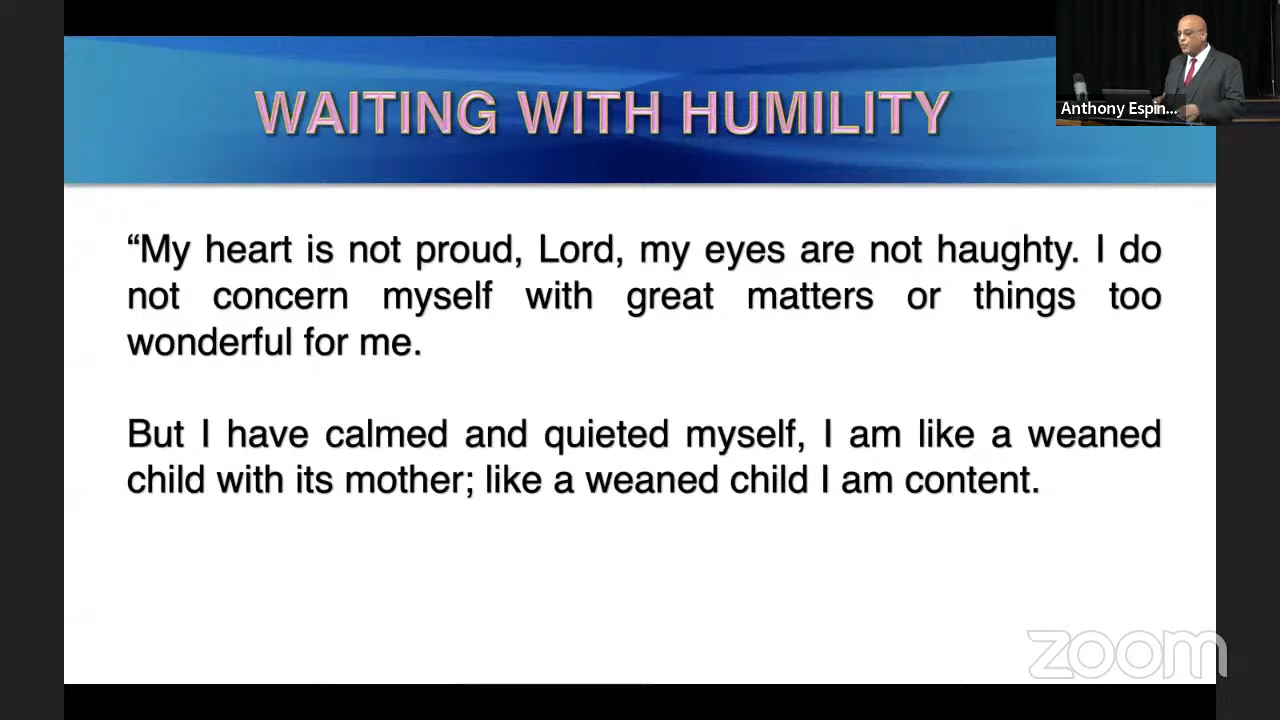 WAITING WITH HUMILITY
Anthony Espin...
“My heart is not proud, Lord, my eyes are not haughty. I do
not concern myself with great matters or things too
wonderful for me.
But I have calmed and quieted myself, I am like a weaned
child with its mother; like a weaned child I am content.
zoom